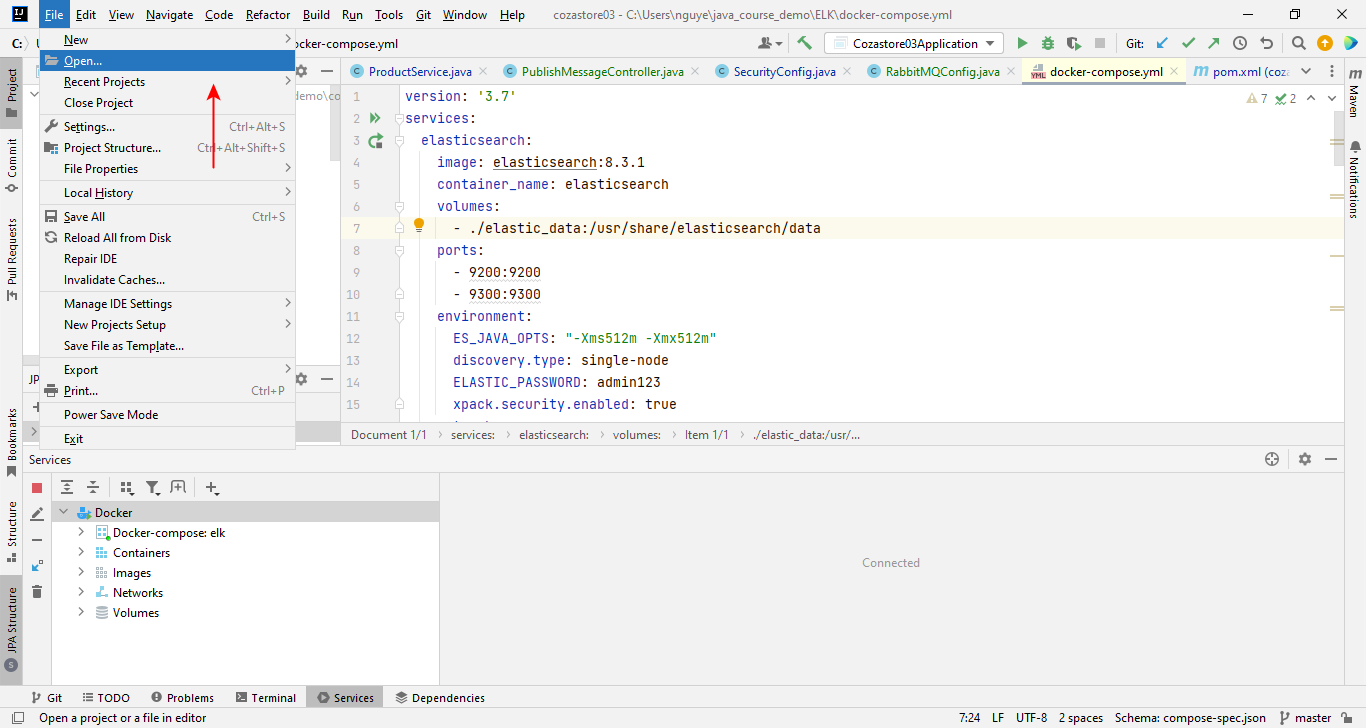 File Edit View Navigate Code Refactor Build Run Tools Git Window Help cozastore03 - C:\Users\nguye\java_course_demo\ELK\docker-compose.yml
C: ocker-compose.yml Cozastore03Application Git:
New
Open...
Recent Projects
Close Project
Settings... Ctrl+Alt+S
Project Structure... Ctrl+Alt+Shift+S
File Properties
Local History
Save All Ctrl+S
Reload All from Disk
Repair IDE
Invalidate Caches...
Manage IDE Settings
New Projects Setup
Save File as Template...
Export
Print... Ctrl+P
Power Save Mode
Exit
Project
Commit
Pull Requests
Bookmarks
Structure
JPA Structure
demo\co
JP
ProductService.java PublishMessageController.java SecurityConfig.java RabbitMQConfig.java docker-compose.yml pom.xml (coza
7 2
1 version: '3.7'
2 services:
3 elasticsearch:
4 image: elasticsearch:8.3.1
5 container_name: elasticsearch
6 volumes:
7 - ./elastic_data:/usr/share/elasticsearch/data
8 ports:
9 - 9200:9200
10 - 9300:9300
11 environment:
12 ES_JAVA_OPTS: "-Xms512m -Xmx512m"
13 discovery.type: single-node
14 ELASTIC_PASSWORD: admin123
15 xpack.security.enabled: true
Document 1/1 services: elasticsearch: volumes: Item 1/1 ./elastic_data:/usr/...
Maven
Notifications
Services
Docker
Docker-compose: elk
Containers
Images
Networks
Volumes
Connected
Git TODO Problems Terminal Services Dependencies
Open a project or a file in editor 7:24 LF UTF-8 2 spaces Schema: compose-spec.json master